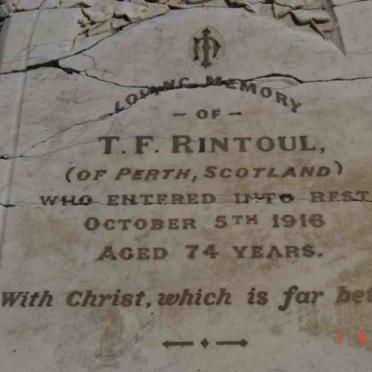 LOVING MEMORY
— OF —
T. F. RINTOUL,
(OF PERTH, SCOTLAND)
WHO ENTERED INTO REST
OCTOBER 5TH 1916
AGED 74 YEARS.
With Christ, which is far